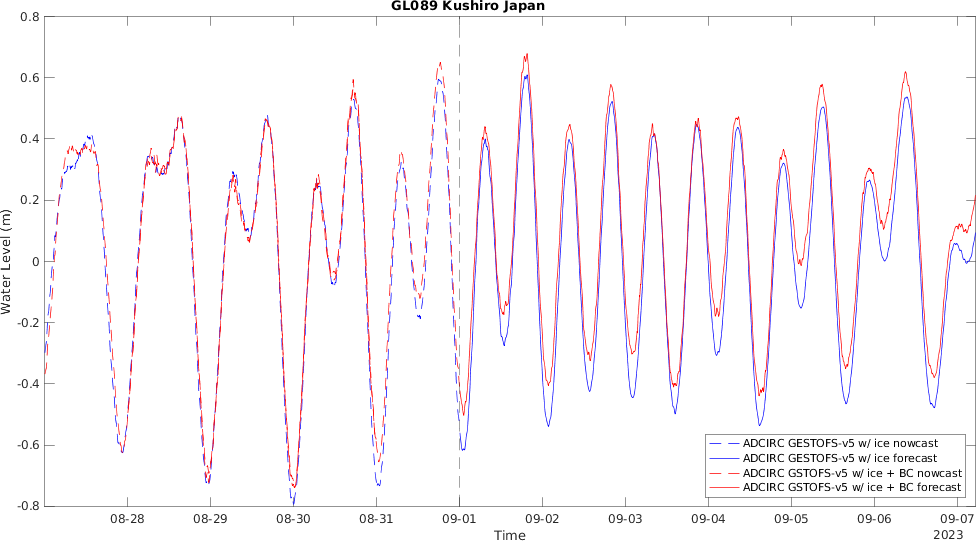 GL089 Kushiro Japan
0.8
0.6
0.4
0.2
0
-0.2
-0.4
-0.6
-0.8
Water Level (m)
ADCIRC GESTOFS-v5 w/ ice nowcast
ADCIRC GESTOFS-v5 w/ ice forecast
ADCIRC GSTOFS-v5 w/ ice + BC nowcast
ADCIRC GSTOFS-v5 w/ ice + BC forecast
08-28 08-29 08-30 08-31 09-01 09-02 09-03 09-04 09-05 09-06 09-07
Time
2023